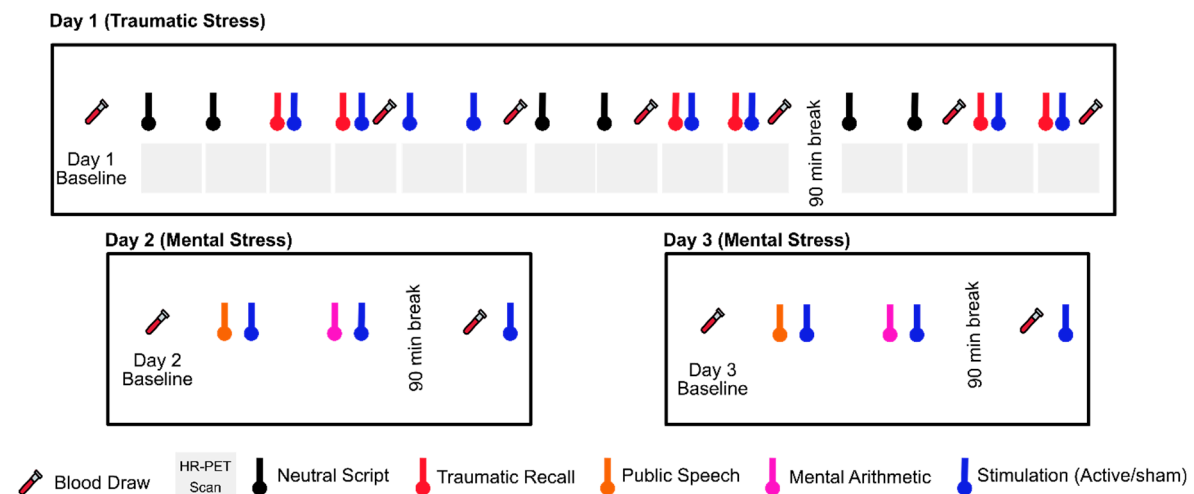 Day 1 (Traumatic Stress)
Day 1
Baseline
90 min break
Day 2 (Mental Stress)
Day 2
Baseline
90 min break
Day 3 (Mental Stress)
Day 3
Baseline
90 min break
Blood Draw
HR-PET
Scan
Neutral Script
Traumatic Recall
Public Speech
Mental Arithmetic
Stimulation (Active/sham)